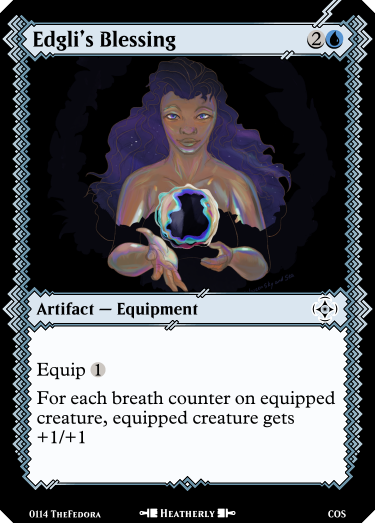 Edgli's Blessing 2
Artifact — Equipment
Equip 1
For each breath counter on equipped
creature, equipped creature gets
+1/+1
0114 TheFedora Heatherly COS